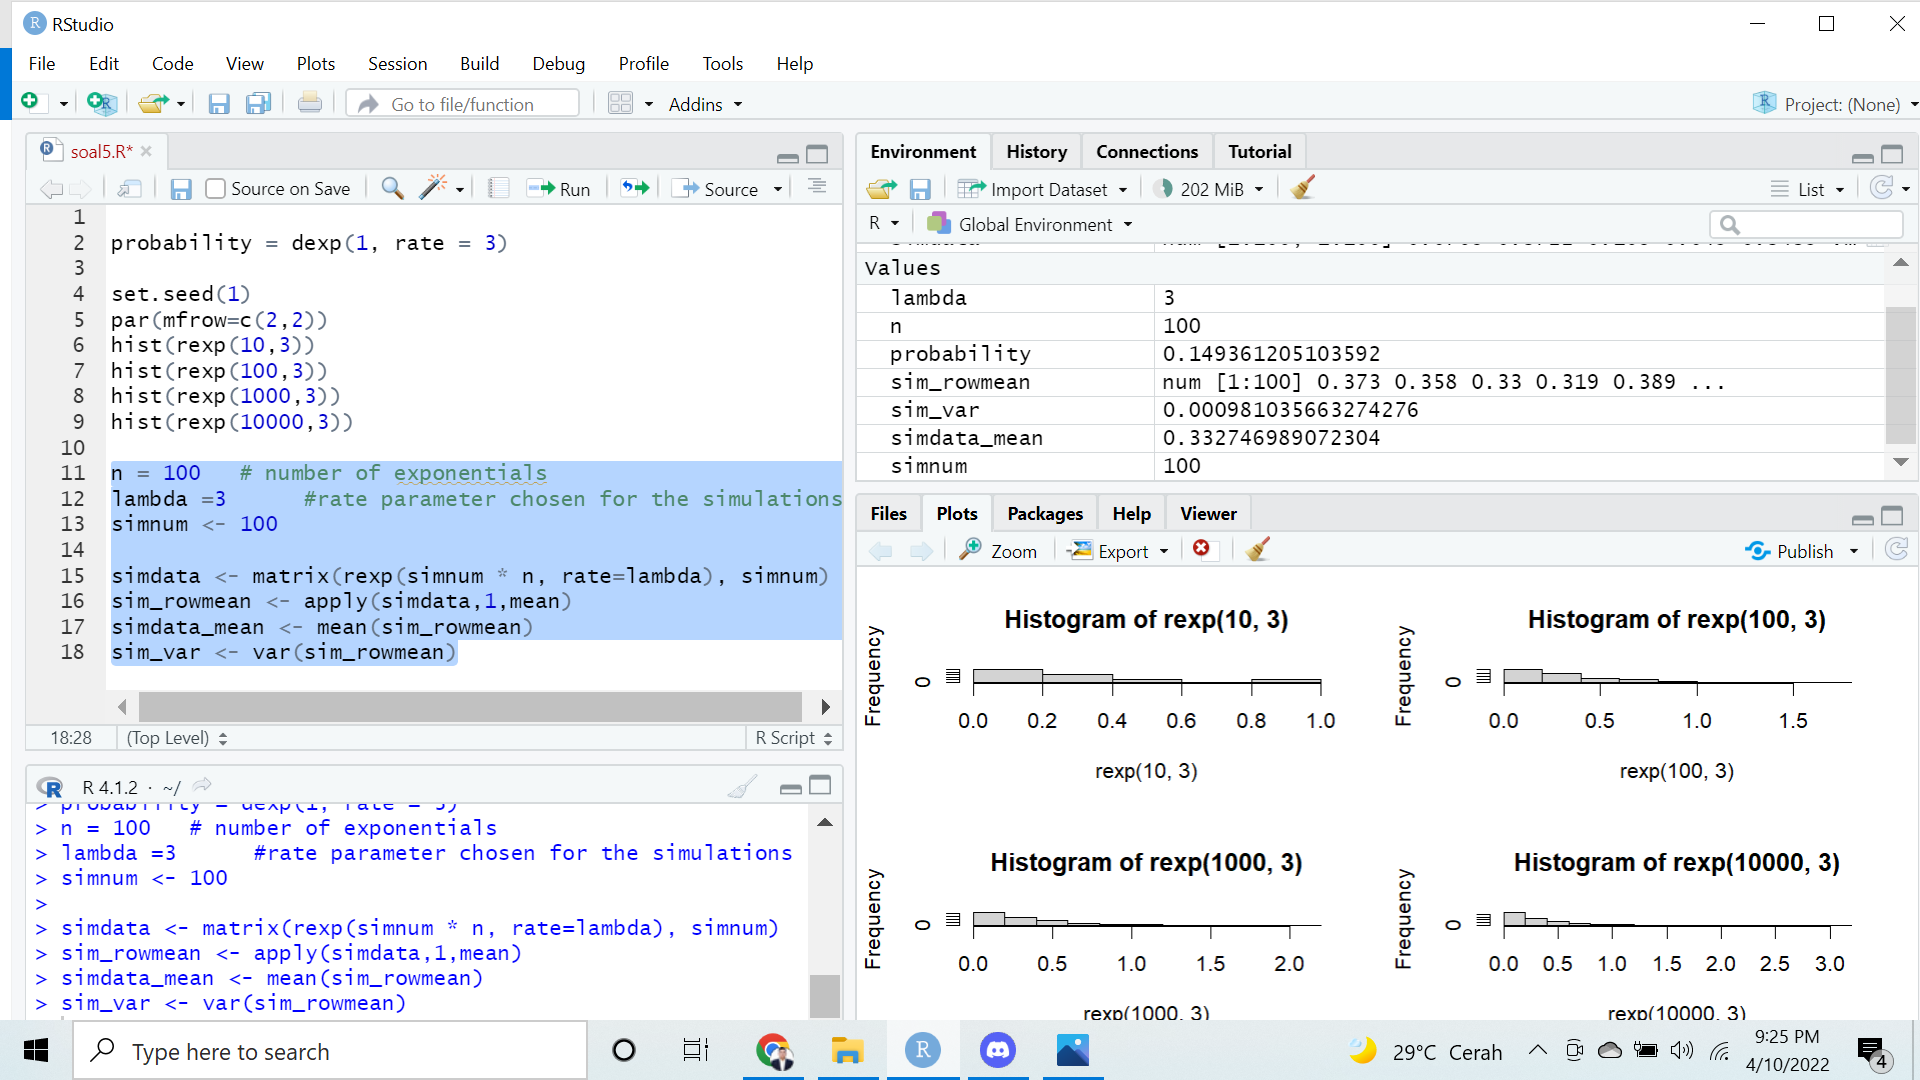 RStudio
File Edit Code View Plots Session Build Debug Profile Tools Help
Go to file/function Addins Project: (None)
soal5.R*
Source on Save Run Source
1
2 probability = dexp(1, rate = 3)
3
4 set.seed(1)
5 par(mfrow=c(2,2))
6 hist(rexp(10,3))
7 hist(rexp(100,3))
8 hist(rexp(1000,3))
9 hist(rexp(10000,3))
10
11 n = 100   # number of exponentials
12 lambda =3      #rate parameter chosen for the simulations
13 simnum <- 100
14
15 simdata <- matrix(rexp(simnum * n, rate=lambda), simnum)
16 sim_rowmean <- apply(simdata,1,mean)
17 simdata_mean <- mean(sim_rowmean)
18 sim_var <- var(sim_rowmean)
18:28 (Top Level) R Script
R 4.1.2 · ~/
> probability = dexp(1, rate = 3)
> n = 100   # number of exponentials
> lambda =3      #rate parameter chosen for the simulations
> simnum <- 100
>
> simdata <- matrix(rexp(simnum * n, rate=lambda), simnum)
> sim_rowmean <- apply(simdata,1,mean)
> simdata_mean <- mean(sim_rowmean)
> sim_var <- var(sim_rowmean)
Environment History Connections Tutorial
Import Dataset 202 MiB List
R Global Environment
Values
lambda 3
n 100
probability 0.149361205103592
sim_rowmean num [1:100] 0.373 0.358 0.33 0.319 0.389 ...
sim_var 0.000981035663274276
simdata_mean 0.332746989072304
simnum 100
Files Plots Packages Help Viewer
Zoom Export Publish
Histogram of rexp(10, 3)
Frequency
0
0.0 0.2 0.4 0.6 0.8 1.0
rexp(10, 3)
Histogram of rexp(100, 3)
Frequency
0
0.0 0.5 1.0 1.5
rexp(100, 3)
Histogram of rexp(1000, 3)
Frequency
0
0.0 0.5 1.0 1.5 2.0
rexp(1000, 3)
Histogram of rexp(10000, 3)
Frequency
0
0.0 0.5 1.0 1.5 2.0 2.5 3.0
rexp(10000, 3)
Type here to search
29°C Cerah
9:25 PM
4/10/2022
4